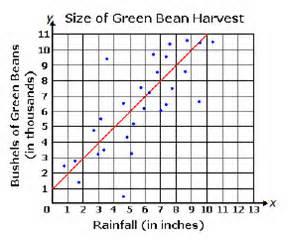 y Size of Green Bean Harvest
11
10
9
8
7
6
5
4
3
2
1
0 1 2 3 4 5 6 7 8 9 10 11 12 13 x
Bushels of Green Beans
(in thousands)
Rainfall (in inches)